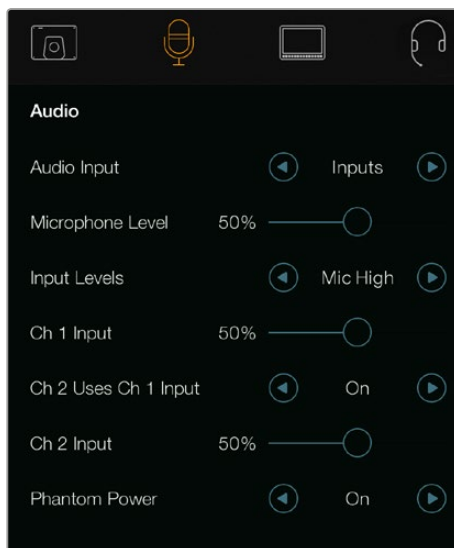 Audio
Audio Input Inputs
Microphone Level 50%
Input Levels Mic High
Ch 1 Input 50%
Ch 2 Uses Ch 1 Input On
Ch 2 Input 50%
Phantom Power On